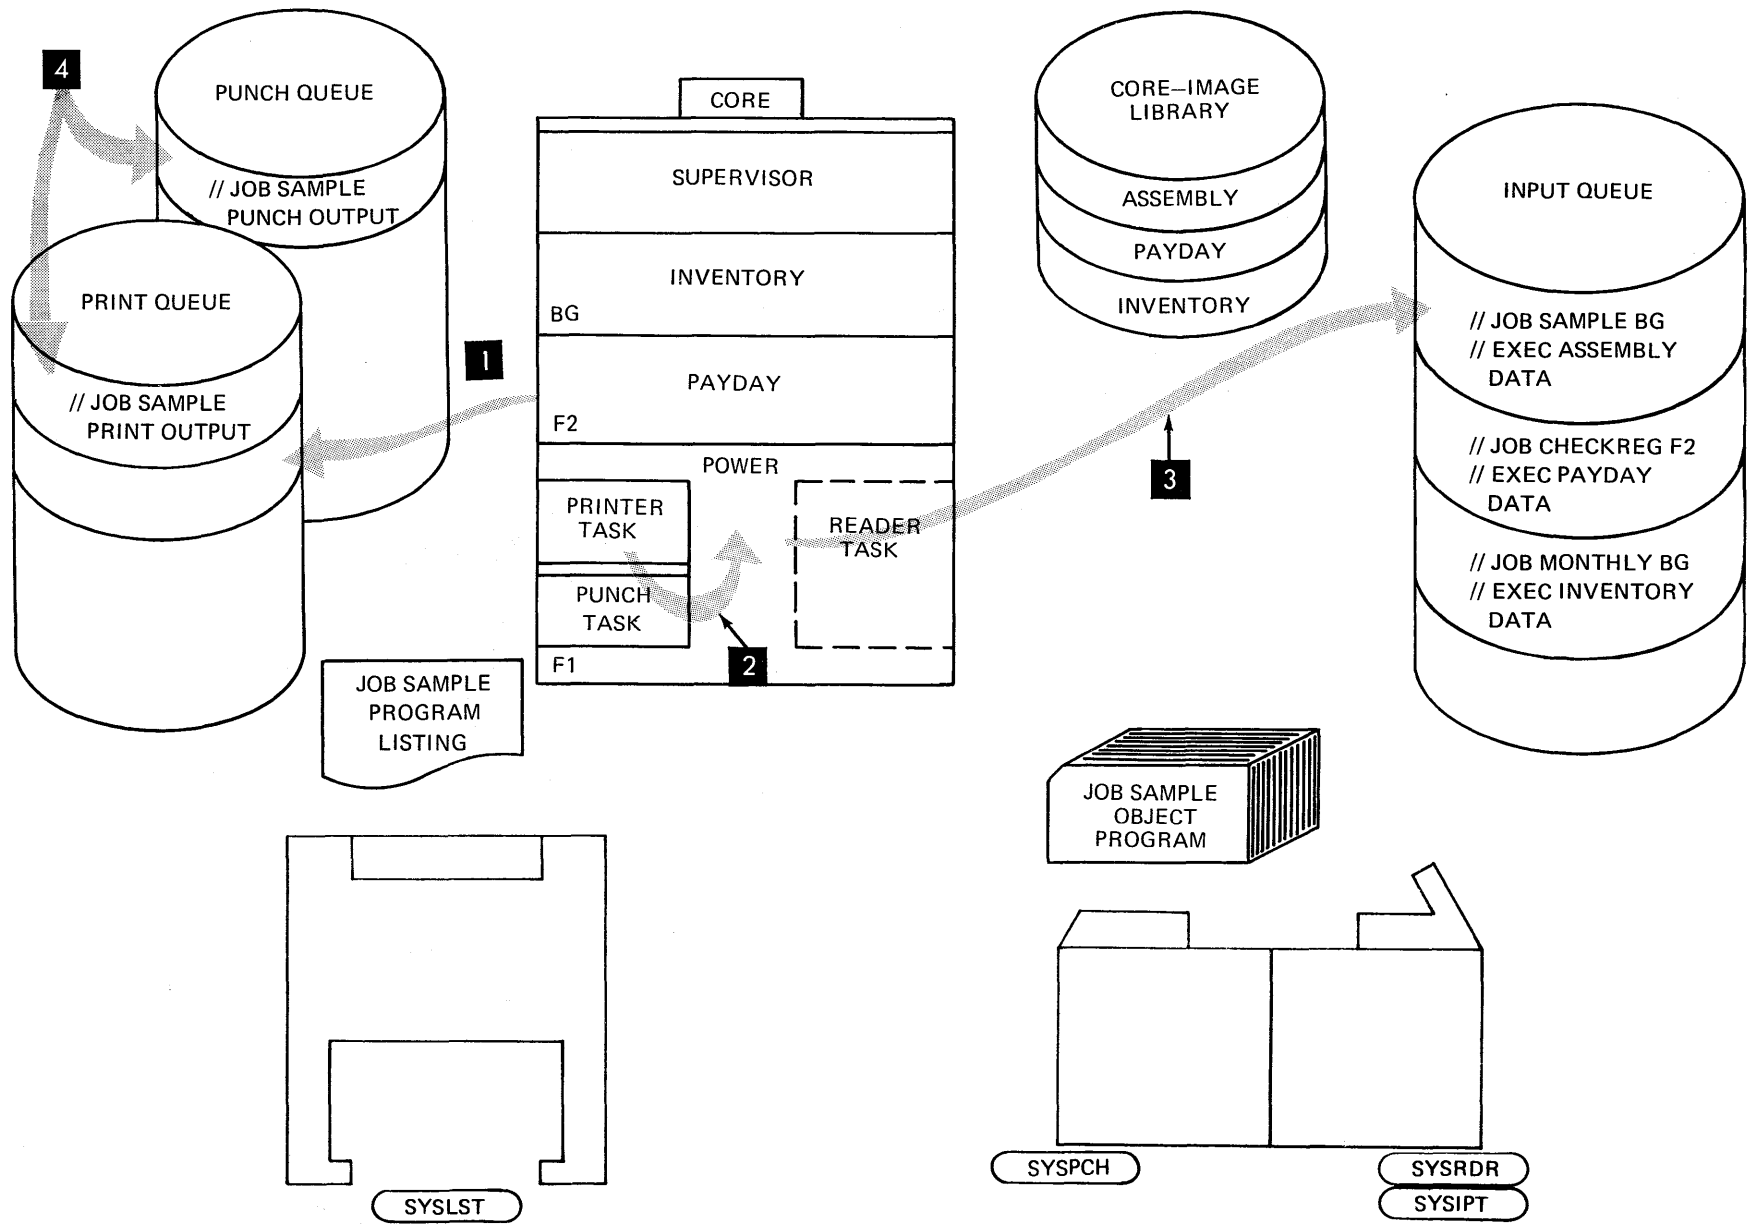 4
PUNCH QUEUE
// JOB SAMPLE
PUNCH OUTPUT
PRINT QUEUE
// JOB SAMPLE
PRINT OUTPUT
1
CORE
SUPERVISOR
INVENTORY
BG
PAYDAY
F2
POWER
PRINTER
TASK
PUNCH
TASK
READER
TASK
F1
2
3
CORE–IMAGE
LIBRARY
ASSEMBLY
PAYDAY
INVENTORY
INPUT QUEUE
// JOB SAMPLE BG
// EXEC ASSEMBLY
DATA
// JOB CHECKREG F2
// EXEC PAYDAY
DATA
// JOB MONTHLY BG
// EXEC INVENTORY
DATA
JOB SAMPLE
PROGRAM
LISTING
JOB SAMPLE
OBJECT
PROGRAM
SYSLST
SYSPCH
SYSRDR
SYSIPT